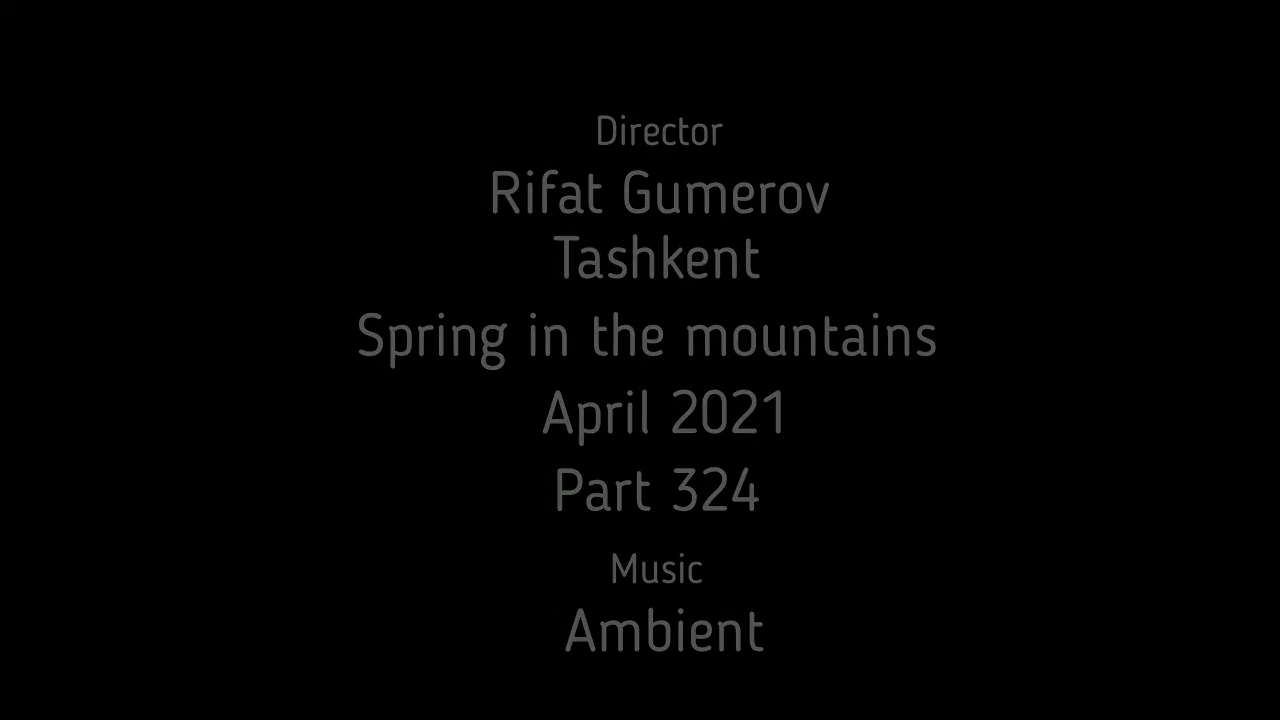 Director
Rifat Gumerov
Tashkent
Spring in the mountains
April 2021
Part 324
Music
Ambient